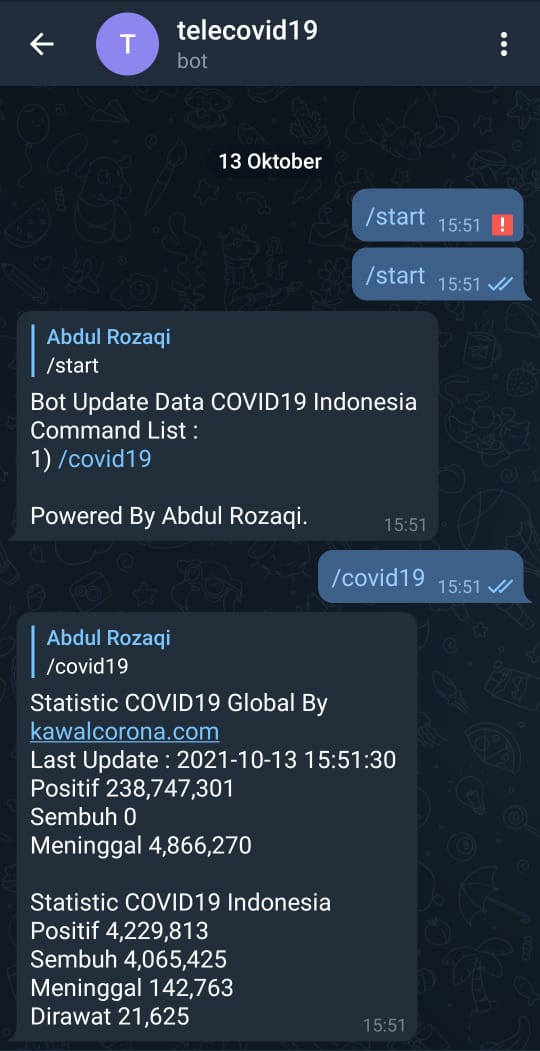 telecovid19
bot
13 Oktober
/start 15:51
/start 15:51
Abdul Rozaqi
/start
Bot Update Data COVID19 Indonesia
Command List :
1) /covid19
Powered By Abdul Rozaqi. 15:51
/covid19 15:51
Abdul Rozaqi
/covid19
Statistic COVID19 Global By
kawalcorona.com
Last Update : 2021-10-13 15:51:30
Positif 238,747,301
Sembuh 0
Meninggal 4,866,270
Statistic COVID19 Indonesia
Positif 4,229,813
Sembuh 4,065,425
Meninggal 142,763
Dirawat 21,625 15:51